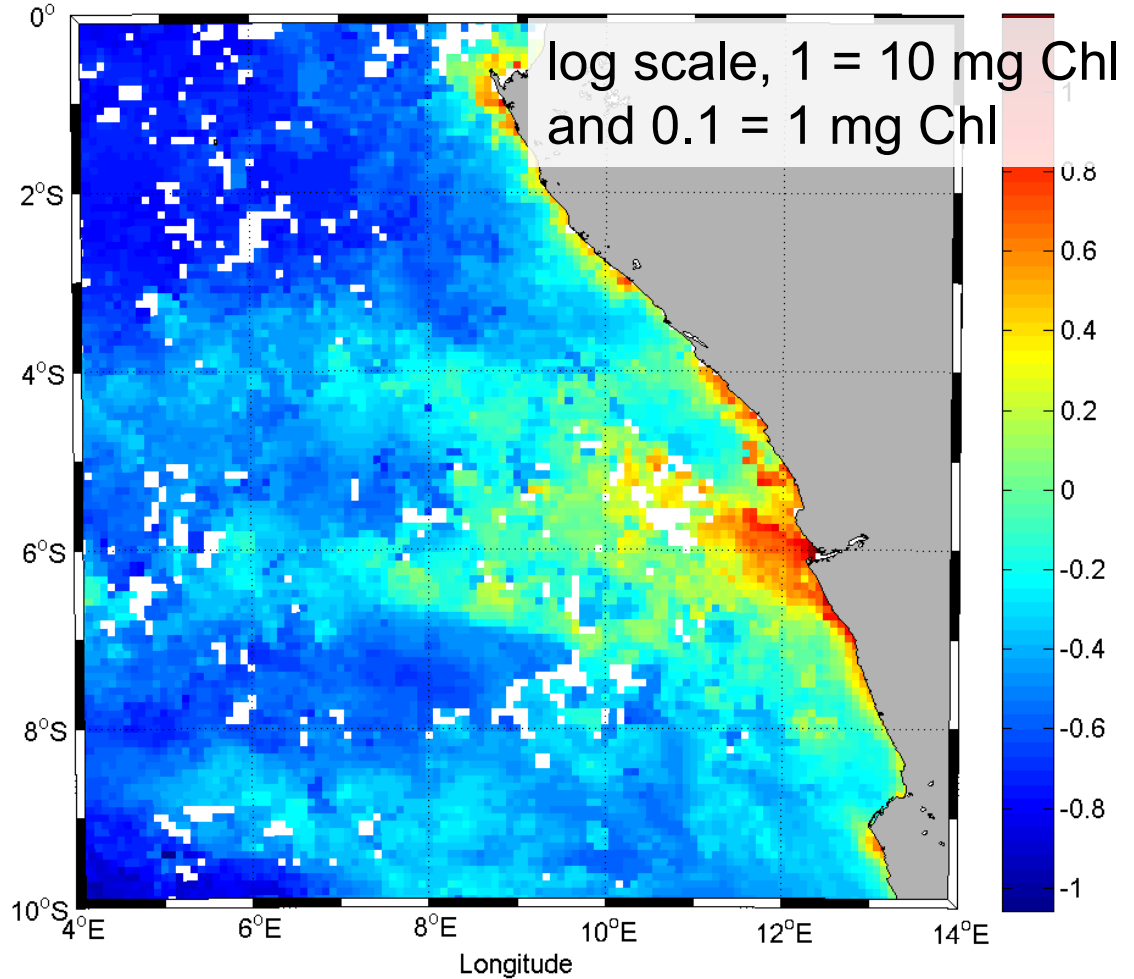 log scale, 1 = 10 mg Chl
and 0.1 = 1 mg Chl
0°
2°S
4°S
6°S
8°S
10°S
4°E
6°E
8°E
10°E
12°E
14°E
Longitude
1
0.8
0.6
0.4
0.2
0
-0.2
-0.4
-0.6
-0.8
-1